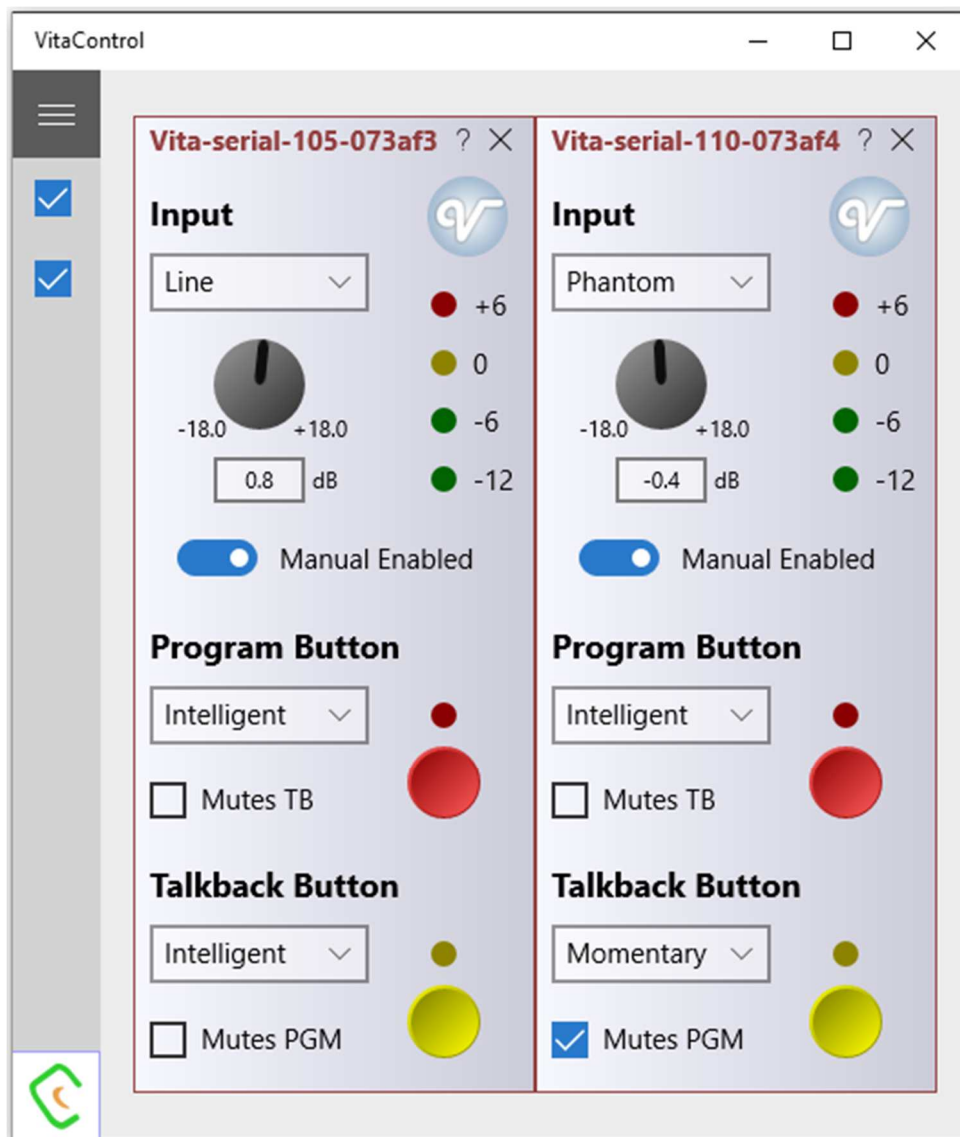 VitaControl
Vita-serial-105-073af3 ?
Input
Line
+6
0
-18.0 +18.0
-6
0.8 dB
-12
Manual Enabled
Program Button
Intelligent
Mutes TB
Talkback Button
Intelligent
Mutes PGM
Vita-serial-110-073af4 ?
Input
Phantom
+6
0
-18.0 +18.0
-6
-0.4 dB
-12
Manual Enabled
Program Button
Intelligent
Mutes TB
Talkback Button
Momentary
Mutes PGM